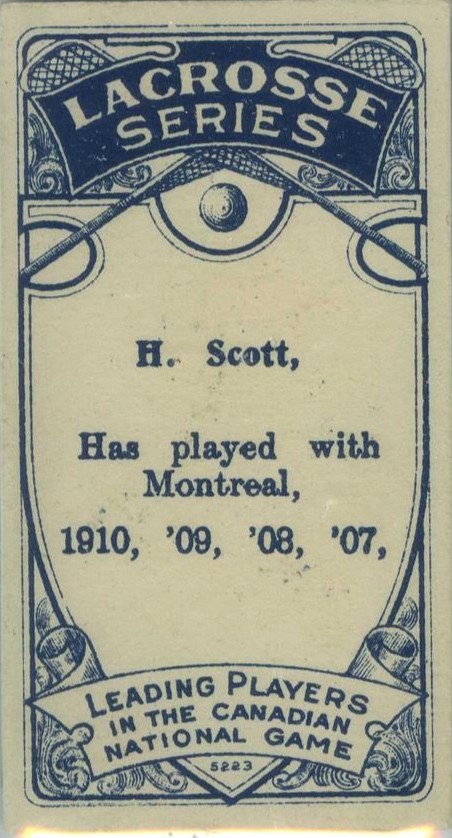 LACROSSE
SERIES
H. Scott,
Has played with
Montreal,
1910, '09, '08, '07,
LEADING PLAYERS
IN THE CANADIAN
NATIONAL GAME
5223